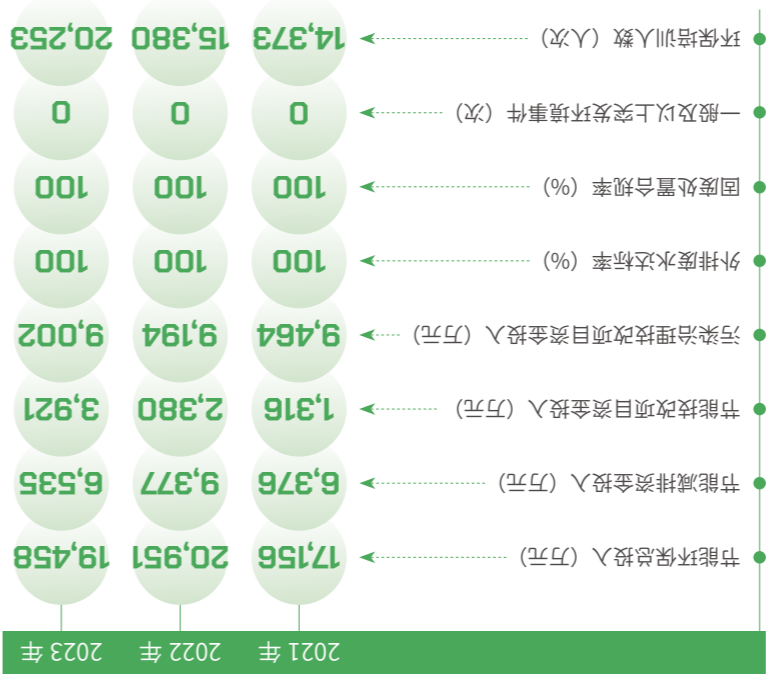 2021 年 2022 年 2023 年
节能环保总投入（万元） 17,156 20,951 19,458
节能减排资金投入（万元） 6,376 9,377 6,535
节能技改项目资金投入（万元） 1,316 2,380 3,921
污染治理技改项目资金投入（万元） 9,464 9,194 9,002
外排废水达标率（%） 100 100 100
固废处置合规率（%） 100 100 100
一般及以上突发环境事件（次） 0 0 0
环保培训人数（人次） 14,373 15,380 20,253